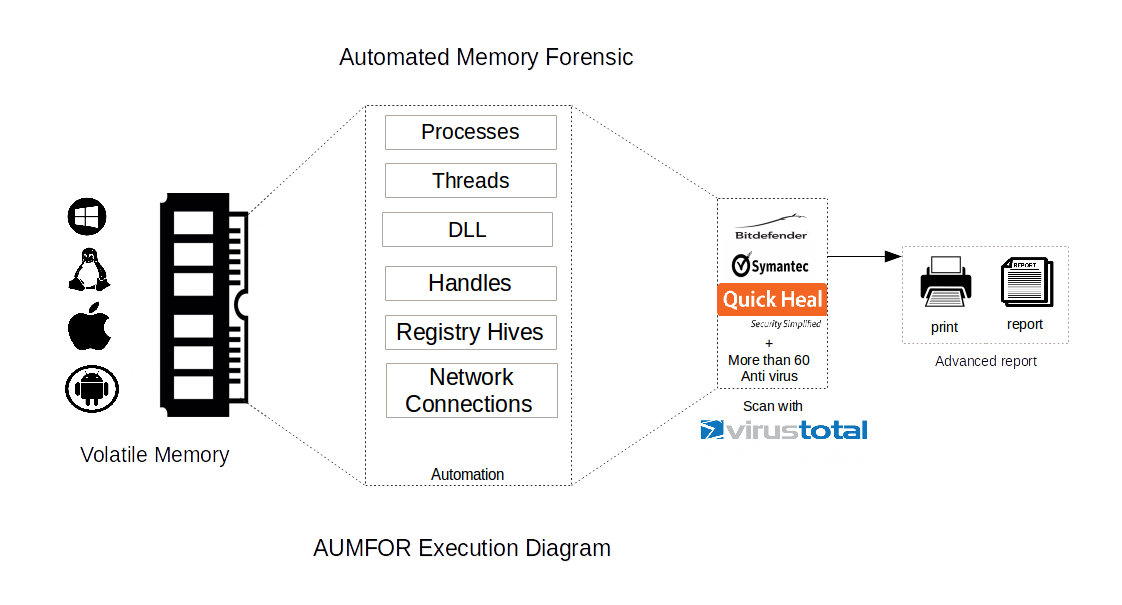 Automated Memory Forensic
Processes
Threads
DLL
Handles
Registry Hives
Network
Connections
Automation
Volatile Memory
Bitdefender
Symantec
Quick Heal
Security Simplified
+
More than 60
Anti virus
Scan with
virustotal
REPORT
print
report
Advanced report
AUMFOR Execution Diagram